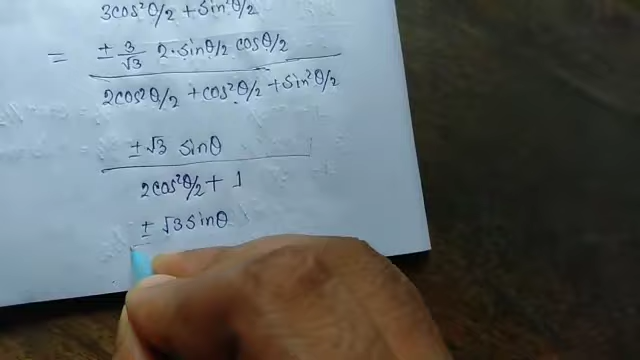 3cos²θ/2 + sin²θ/2
= ± 3/√3 2·sinθ/2 cosθ/2
2cos²θ/2 + cos²θ/2 + sin²θ/2
± √3 sinθ
2cos²θ/2 + 1
± √3 sinθ